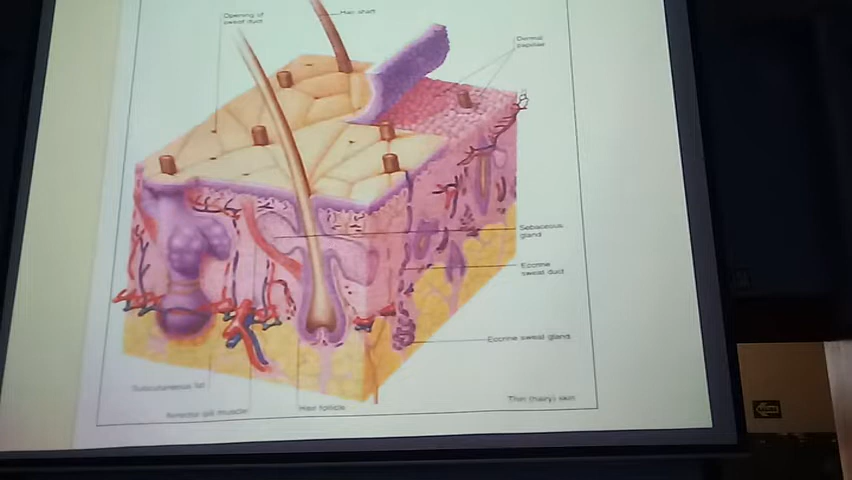 Opening of
sweat duct
Hair shaft
Dermal
papillae
Sebaceous
gland
Eccrine
sweat duct
Eccrine sweat gland
Subcutaneous fat
Arrector pili muscle
Hair follicle
Thin (hairy) skin